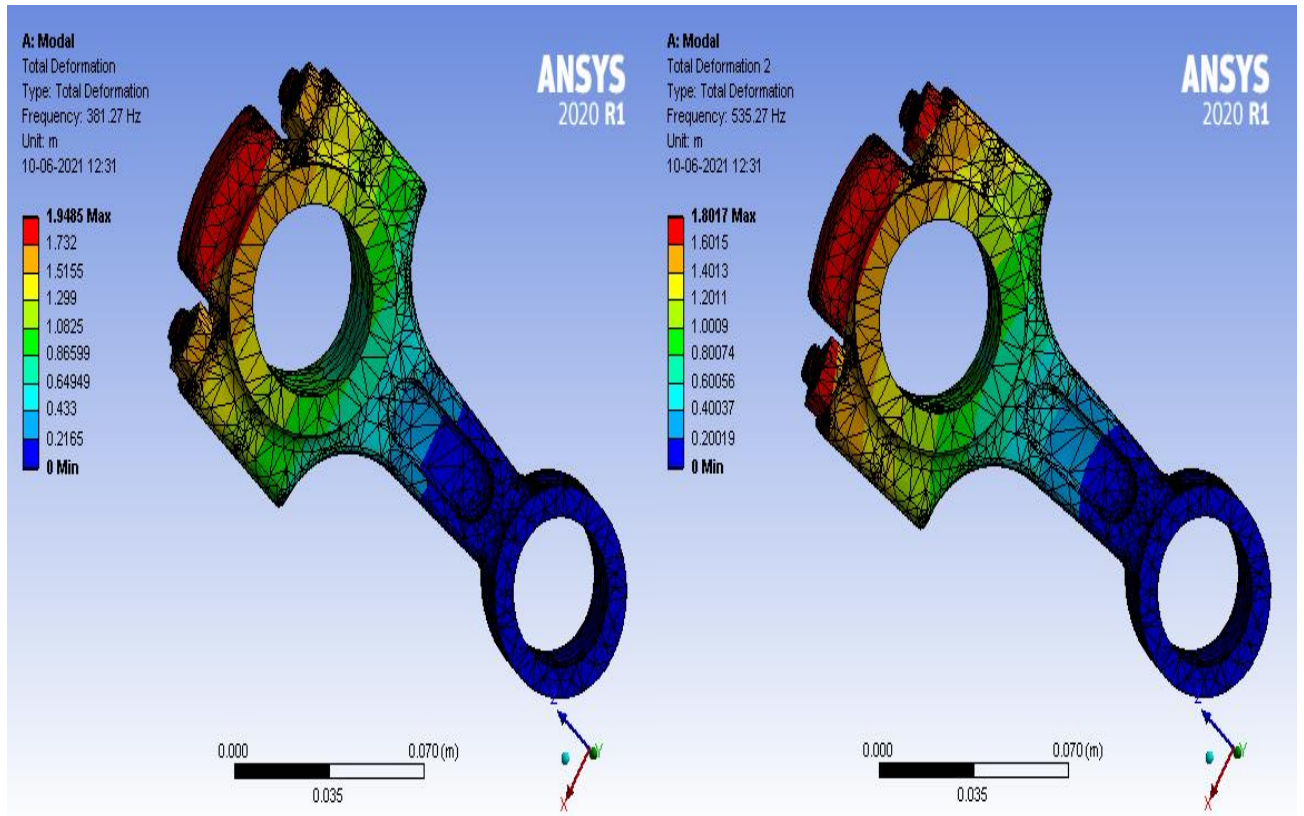 A: Modal
Total Deformation
Type: Total Deformation
Frequency: 381.27 Hz
Unit: m
10-06-2021 12:31
ANSYS
2020 R1
1.9485 Max
1.732
1.5155
1.299
1.0825
0.86599
0.64949
0.433
0.2165
0 Min
Z
Y
X
0.000 0.070 (m)
0.035
A: Modal
Total Deformation 2
Type: Total Deformation
Frequency: 535.27 Hz
Unit: m
10-06-2021 12:31
ANSYS
2020 R1
1.8017 Max
1.6015
1.4013
1.2011
1.0009
0.80074
0.60056
0.40037
0.20019
0 Min
Z
Y
X
0.000 0.070 (m)
0.035